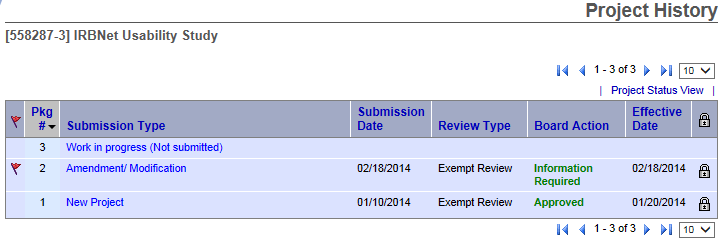 Project History
[558287-3] IRBNet Usability Study
1 - 3 of 3 10
| Project Status View |
Pkg # Submission Type Submission Date Review Type Board Action Effective Date
3 Work in progress (Not submitted)
2 Amendment/ Modification 02/18/2014 Exempt Review Information Required 02/18/2014
1 New Project 01/10/2014 Exempt Review Approved 01/20/2014
1 - 3 of 3 10